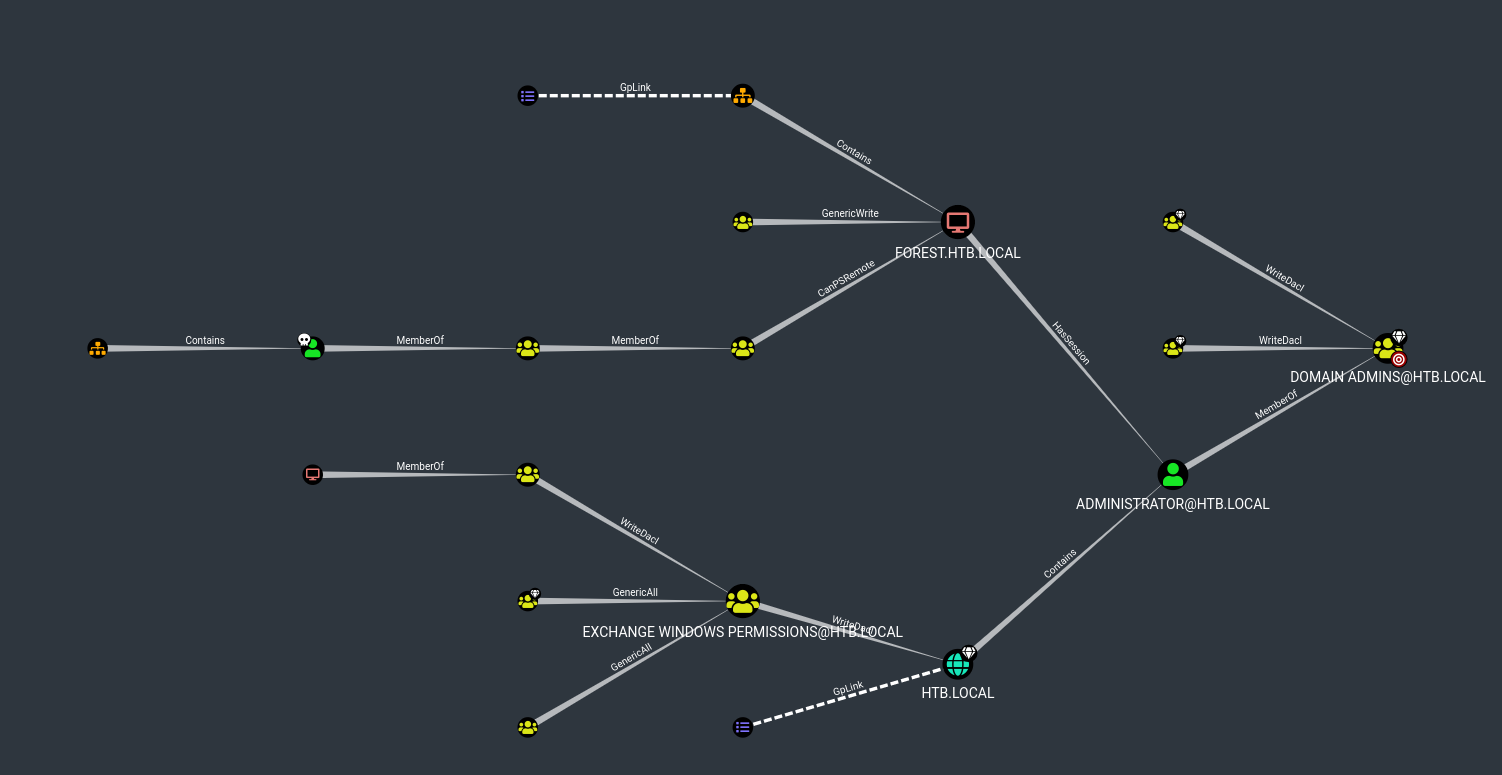 GpLink
Contains
GenericWrite
FOREST.HTB.LOCAL
CanPSRemote
WriteDacl
HasSession
Contains
MemberOf
MemberOf
WriteDacl
DOMAIN ADMINS@HTB.LOCAL
MemberOf
MemberOf
ADMINISTRATOR@HTB.LOCAL
WriteDacl
Contains
GenericAll
WriteDacl
EXCHANGE WINDOWS PERMISSIONS@HTB.LOCAL
GenericAll
GpLink
HTB.LOCAL